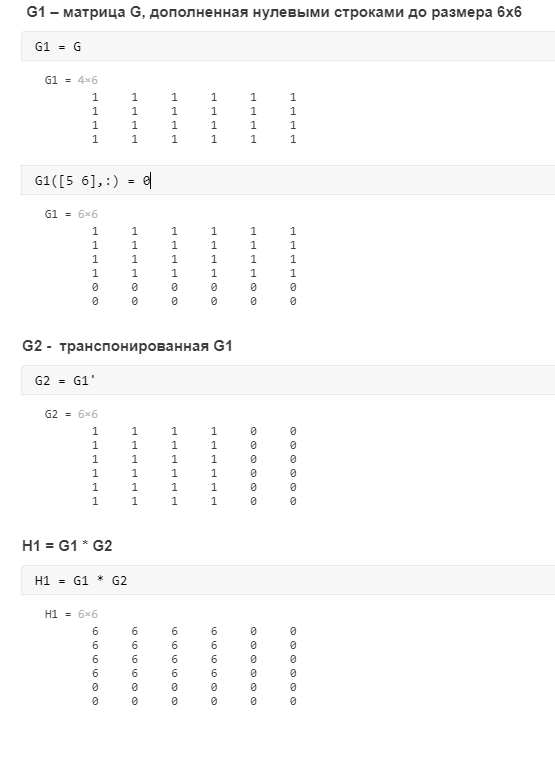 G1 – матрица G, дополненная нулевыми строками до размера 6x6
G1 = G
G1 = 4×6
1 1 1 1 1 1
1 1 1 1 1 1
1 1 1 1 1 1
1 1 1 1 1 1
G1([5 6],:) = 0
G1 = 6×6
1 1 1 1 1 1
1 1 1 1 1 1
1 1 1 1 1 1
1 1 1 1 1 1
0 0 0 0 0 0
0 0 0 0 0 0
G2 - транспонированная G1
G2 = G1'
G2 = 6×6
1 1 1 1 0 0
1 1 1 1 0 0
1 1 1 1 0 0
1 1 1 1 0 0
1 1 1 1 0 0
1 1 1 1 0 0
H1 = G1 * G2
H1 = G1 * G2
H1 = 6×6
6 6 6 6 0 0
6 6 6 6 0 0
6 6 6 6 0 0
6 6 6 6 0 0
0 0 0 0 0 0
0 0 0 0 0 0